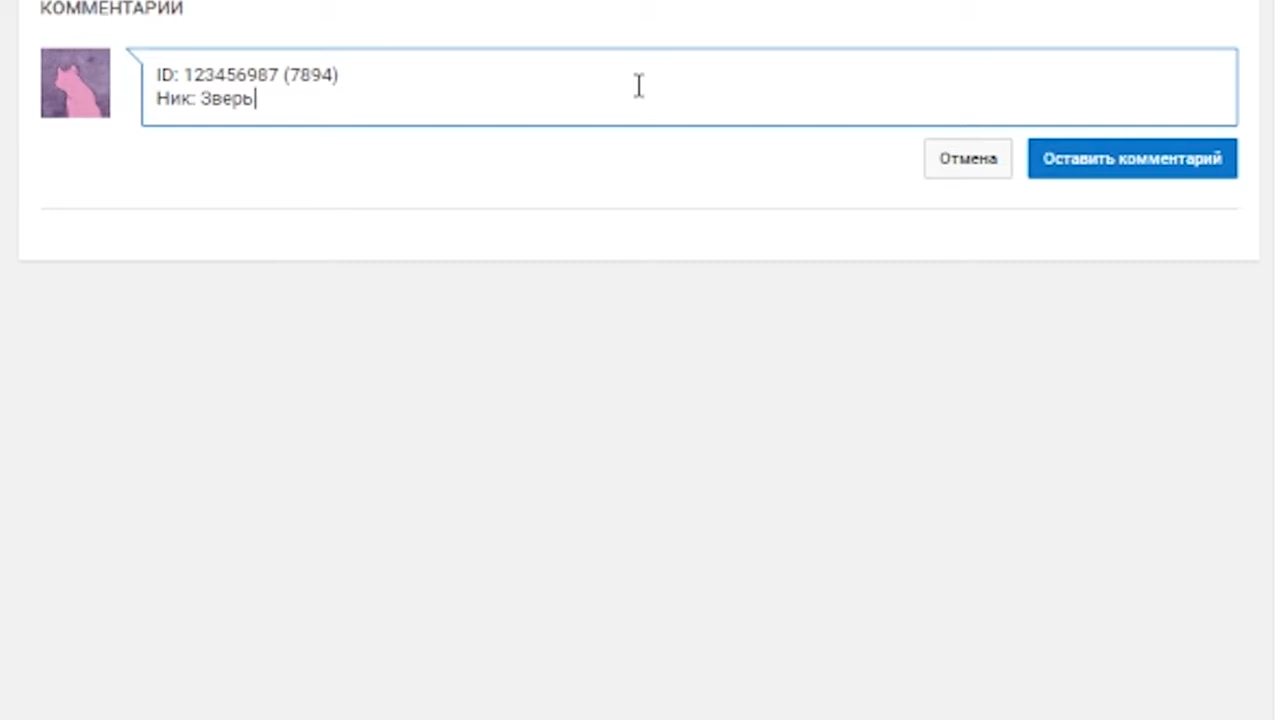 КОММЕНТАРИИ
ID: 123456987 (7894)
Ник: Зверь
Отмена
Оставить комментарий